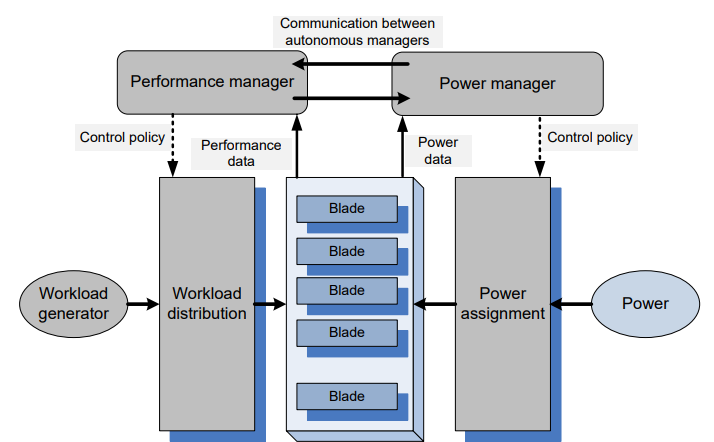 Communication between
autonomous managers
Performance manager
Power manager
Control policy
Performance
data
Power
data
Control policy
Blade
Blade
Blade
Blade
Blade
Workload
generator
Workload
distribution
Power
assignment
Power